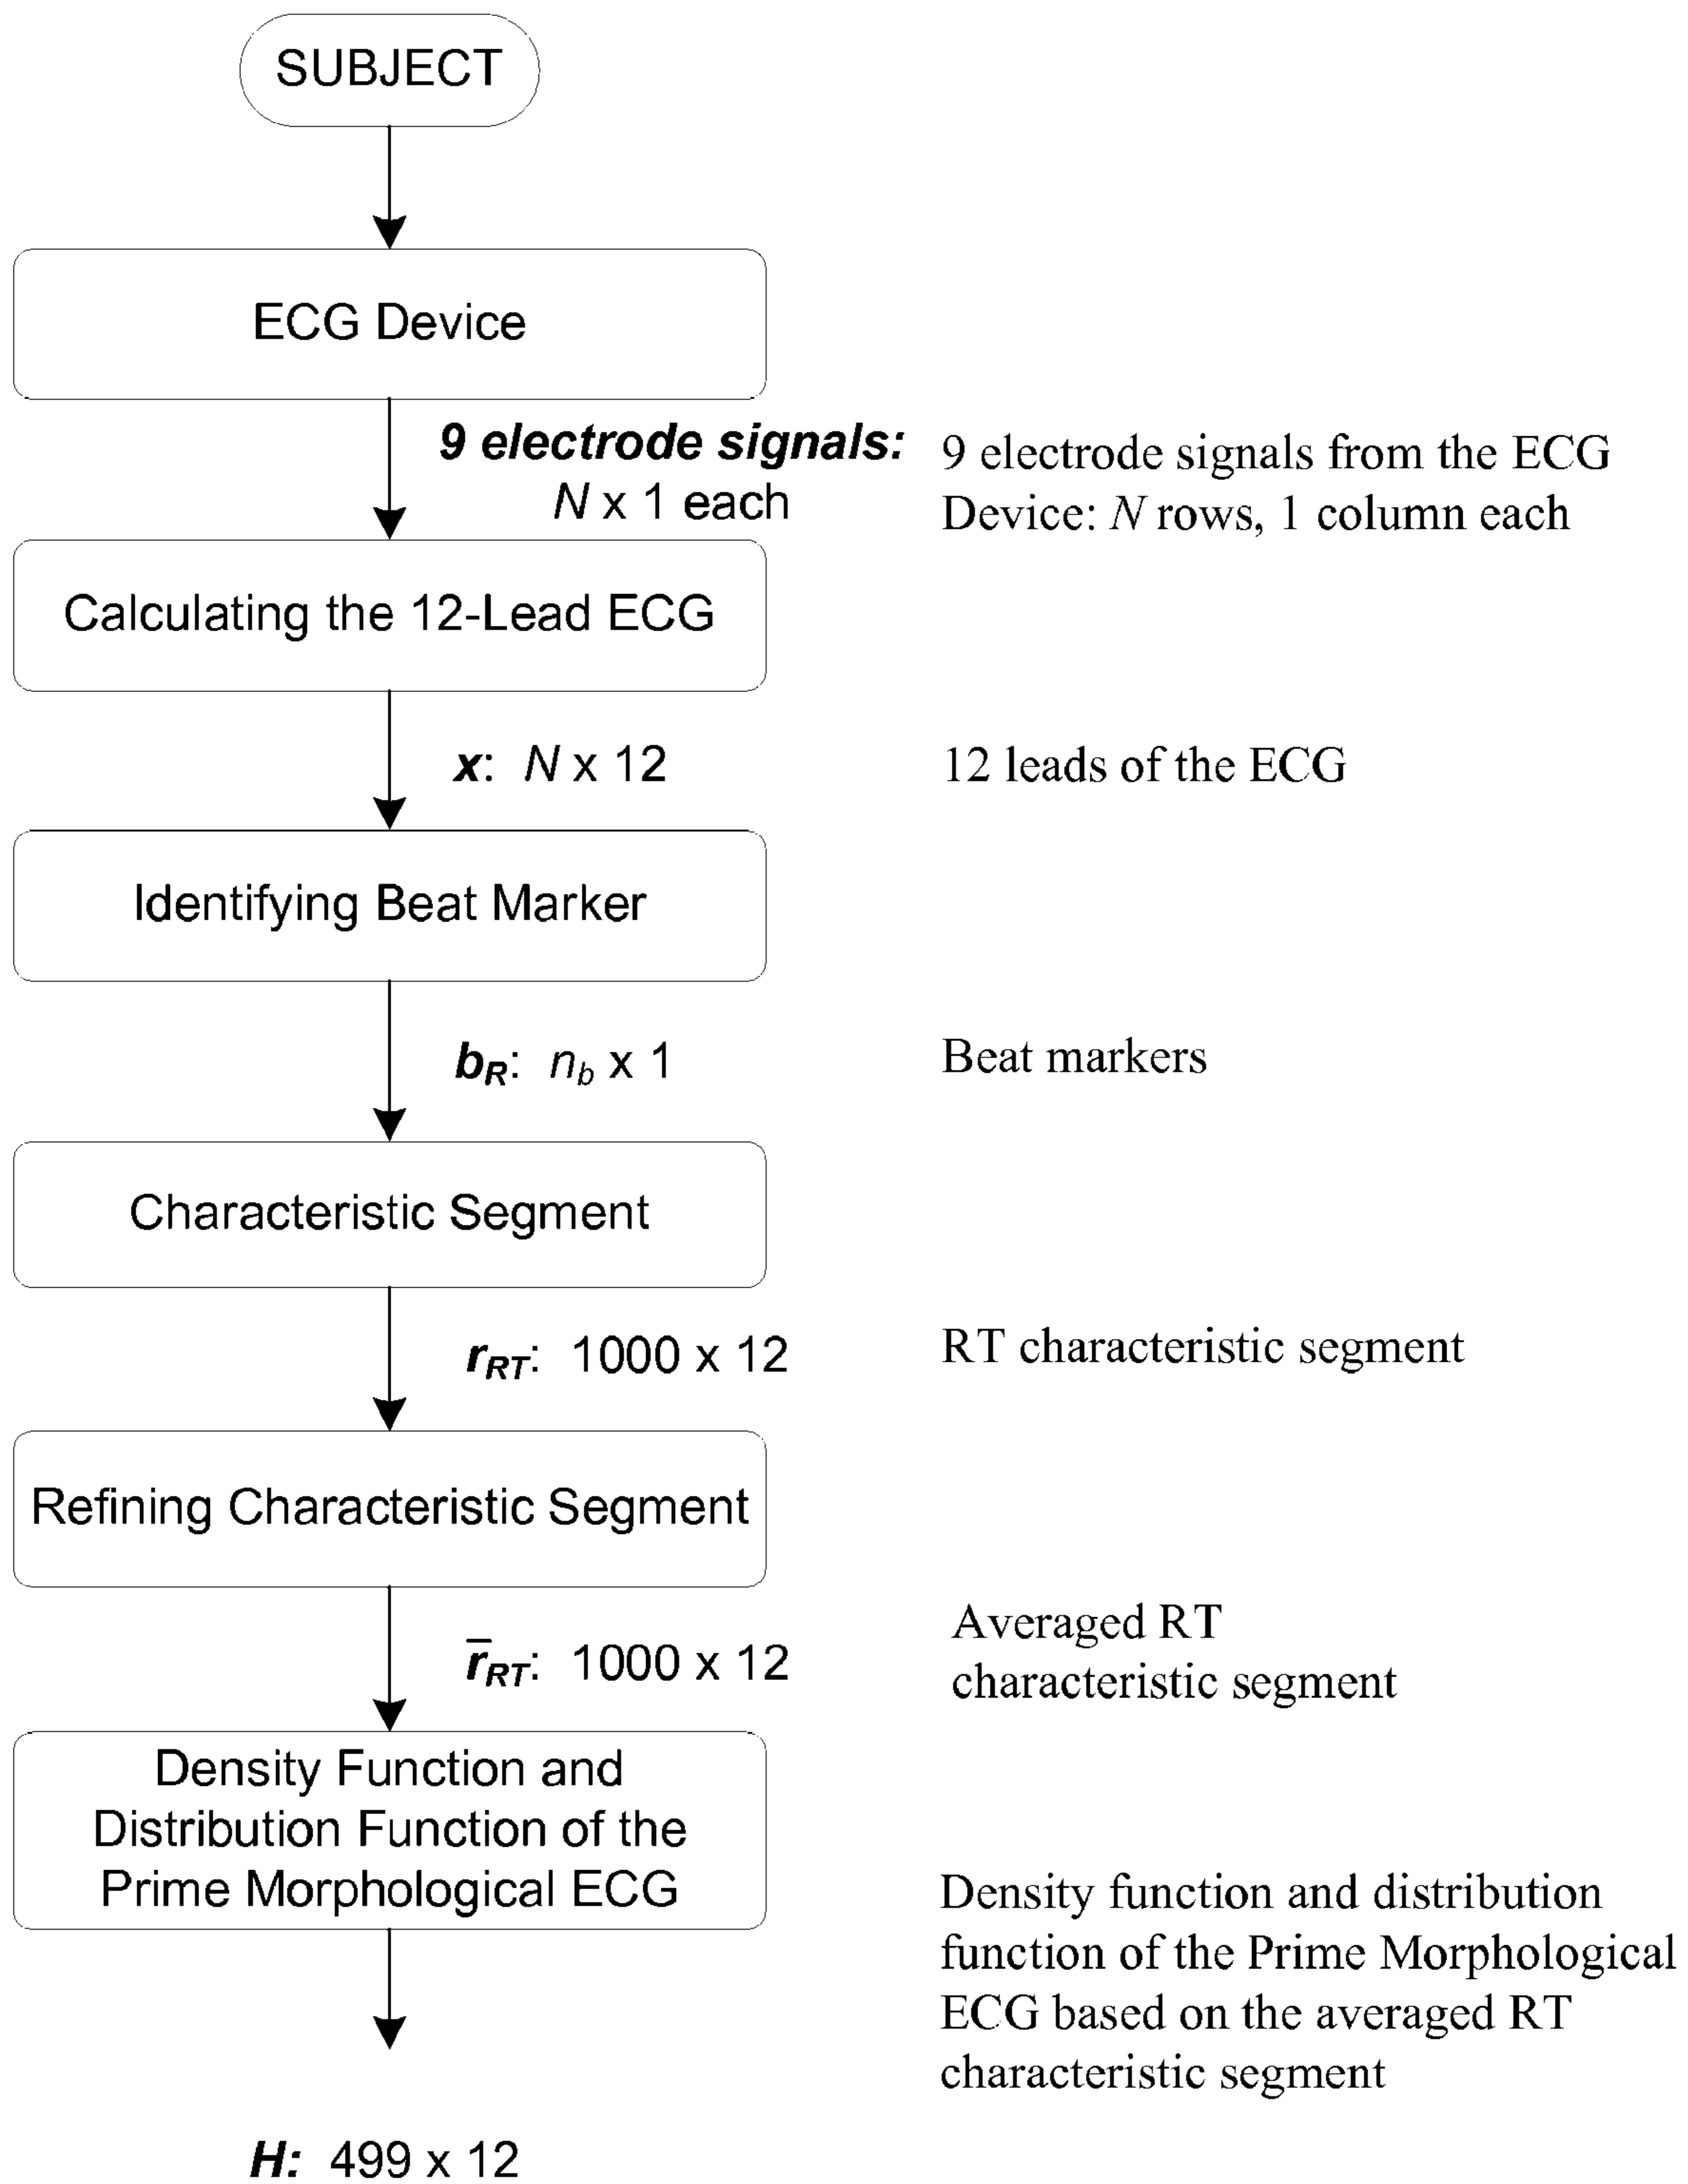 SUBJECT
ECG Device
9 electrode signals:
N x 1 each
9 electrode signals from the ECG
Device: N rows, 1 column each
Calculating the 12-Lead ECG
x: N x 12
12 leads of the ECG
Identifying Beat Marker
b_R: n_b x 1
Beat markers
Characteristic Segment
r_RT: 1000 x 12
RT characteristic segment
Refining Characteristic Segment
r̅_RT: 1000 x 12
Averaged RT
characteristic segment
Density Function and
Distribution Function of the
Prime Morphological ECG
Density function and distribution
function of the Prime Morphological
ECG based on the averaged RT
characteristic segment
H: 499 x 12